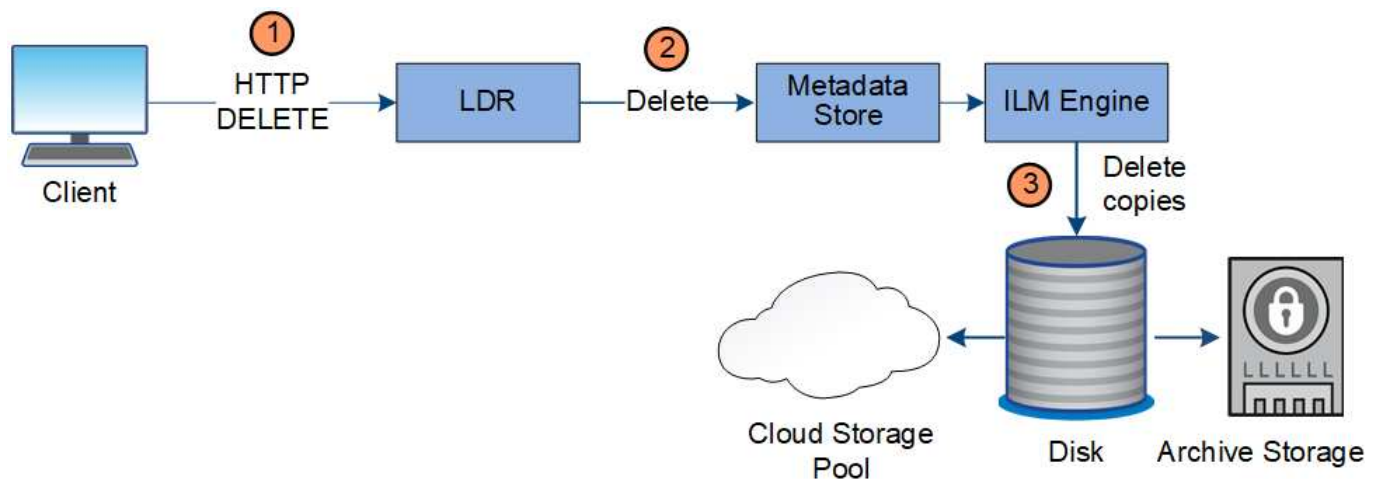 1
HTTP
DELETE
Client
LDR
2
Delete
Metadata
Store
ILM Engine
3
Delete
copies
Cloud Storage
Pool
Disk
LLLLLL
Archive Storage